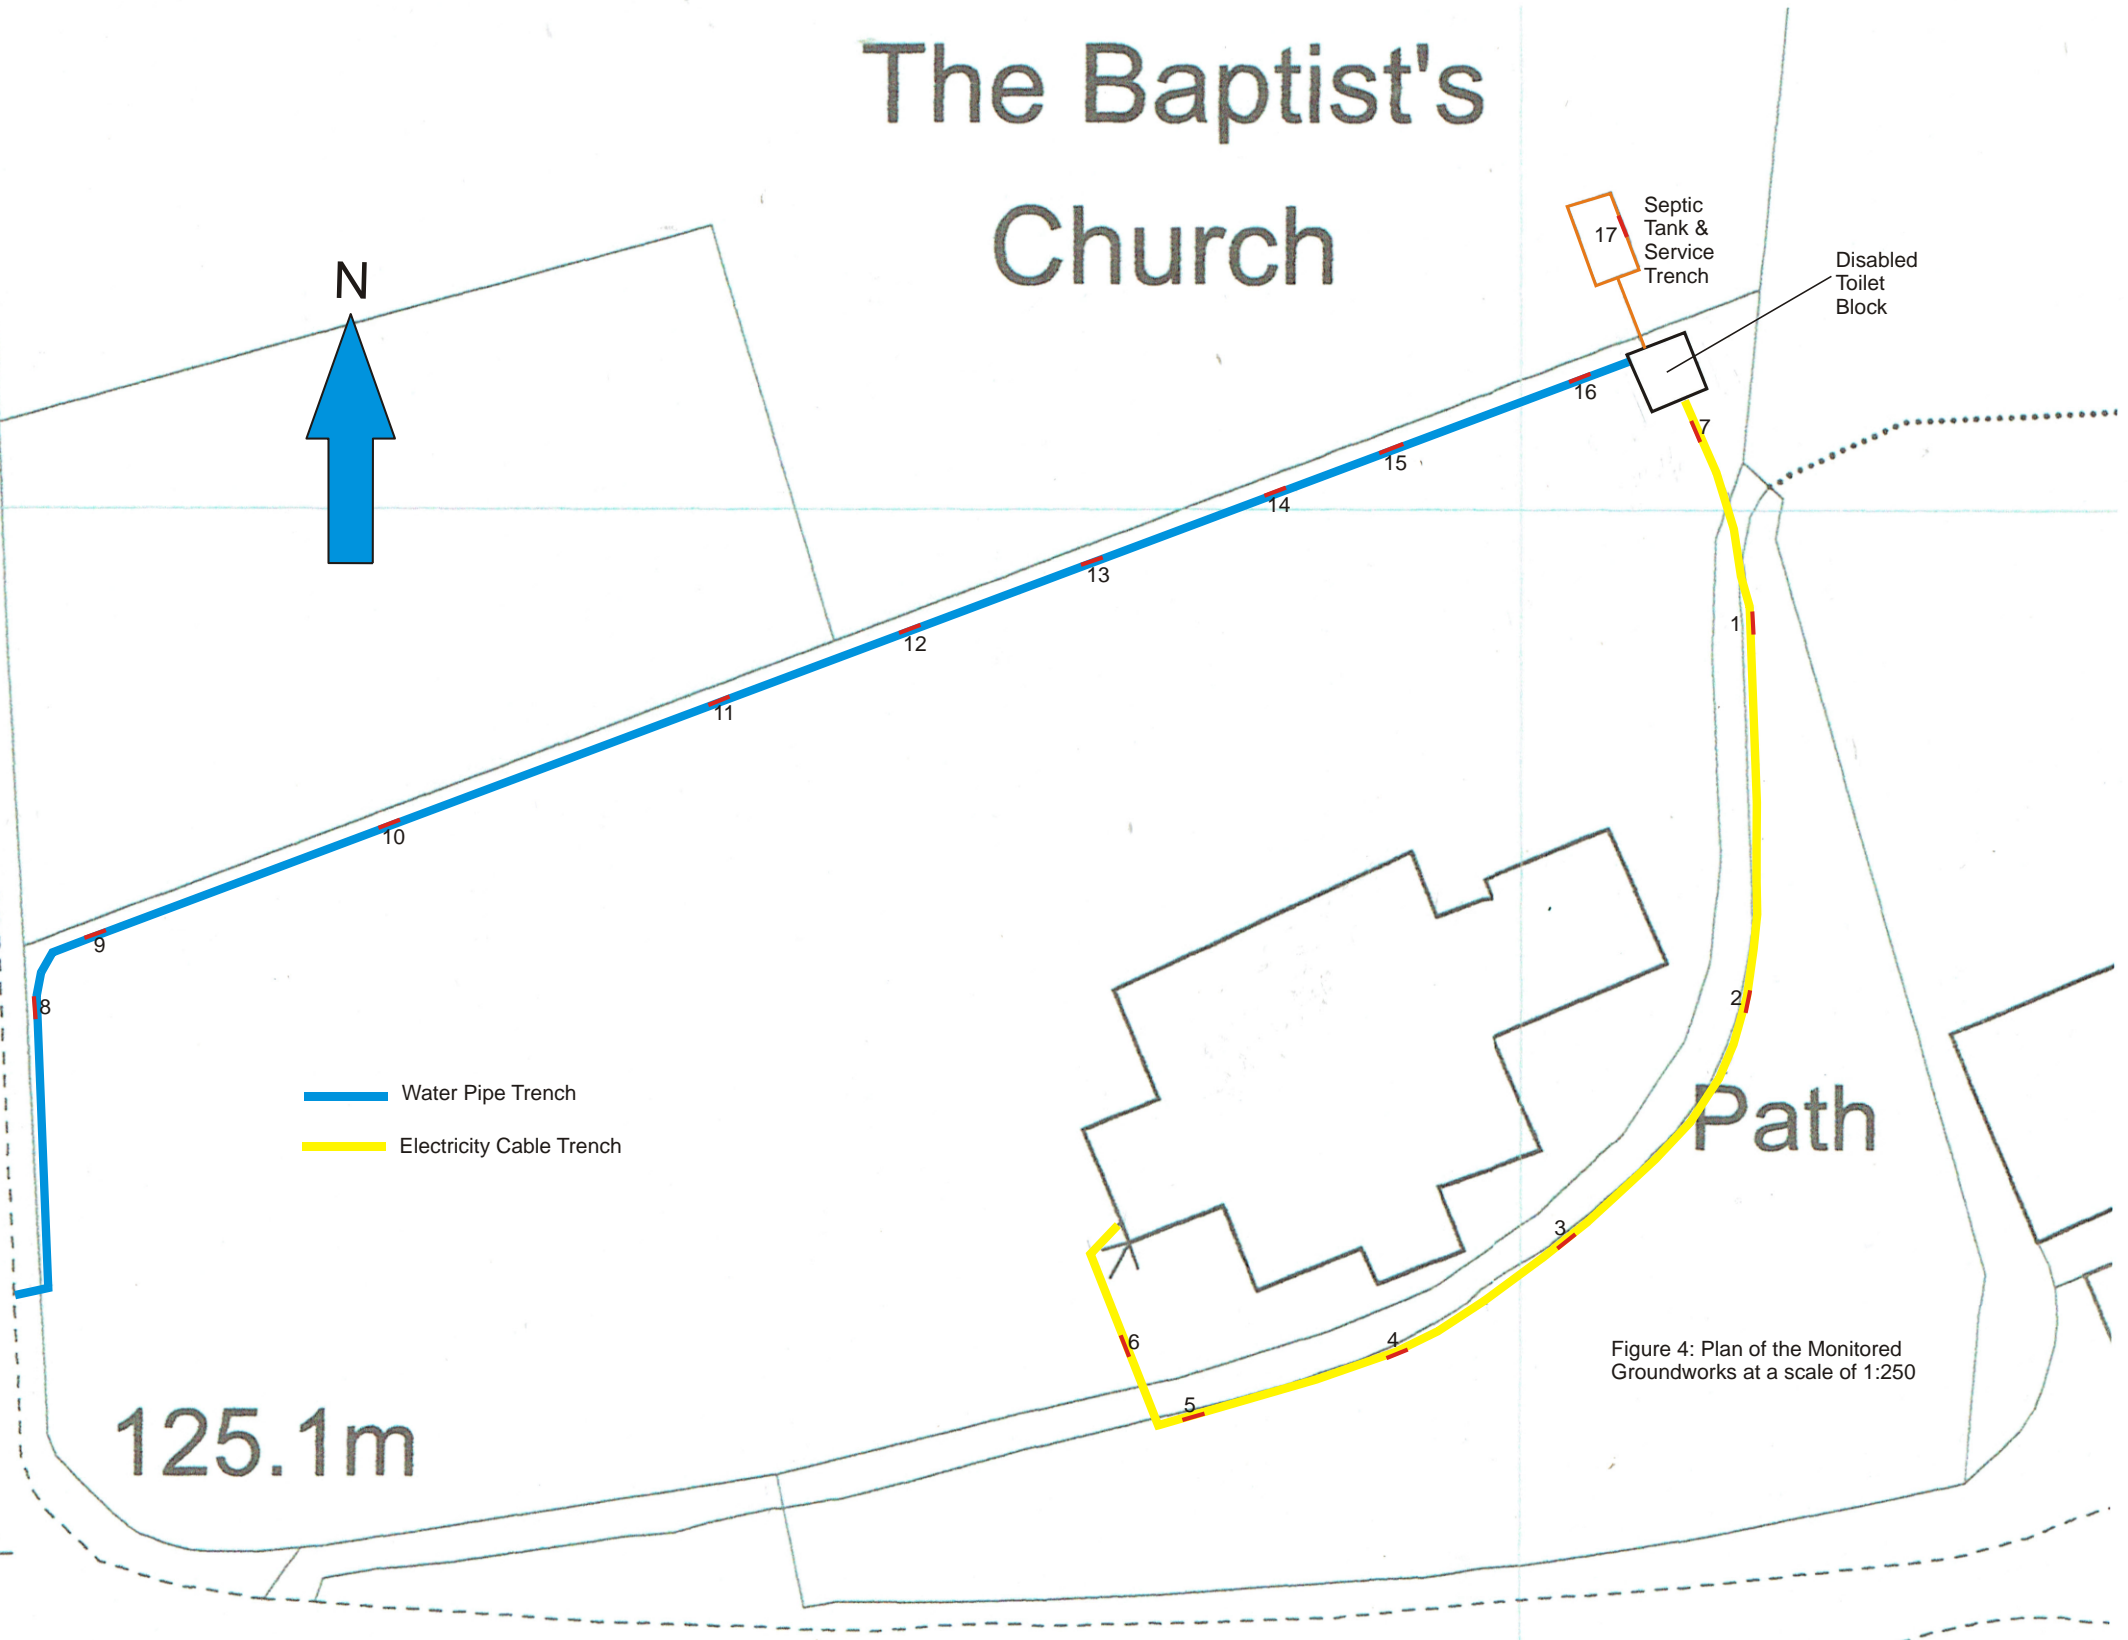 The Baptist's
Church
N
Septic
Tank &
Service
Trench
17
Disabled
Toilet
Block
16
7
15
14
13
1
12
11
10
9
8
2
Water Pipe Trench
Path
Electricity Cable Trench
3
6
4
Figure 4: Plan of the Monitored
Groundworks at a scale of 1:250
5
125.1m